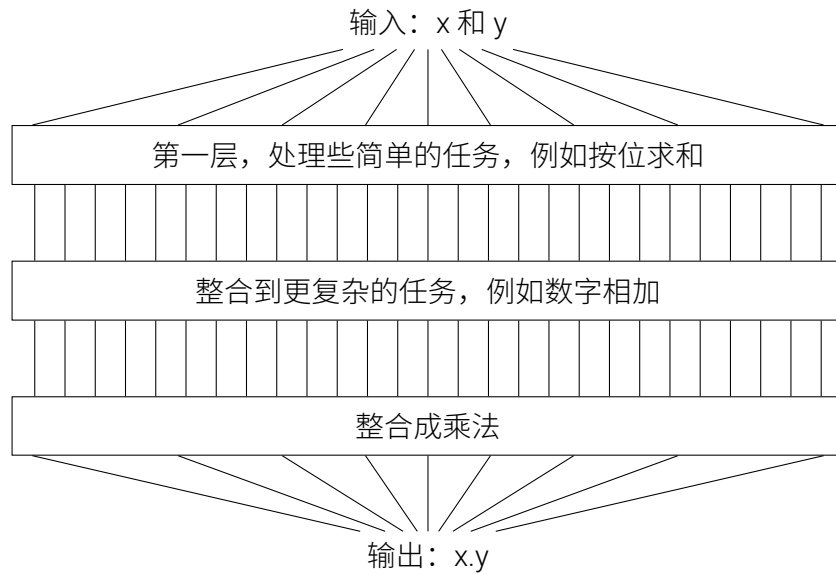 输入：x 和 y
第一层，处理些简单的任务，例如按位求和
整合到更复杂的任务，例如数字相加
整合成乘法
输出：x.y